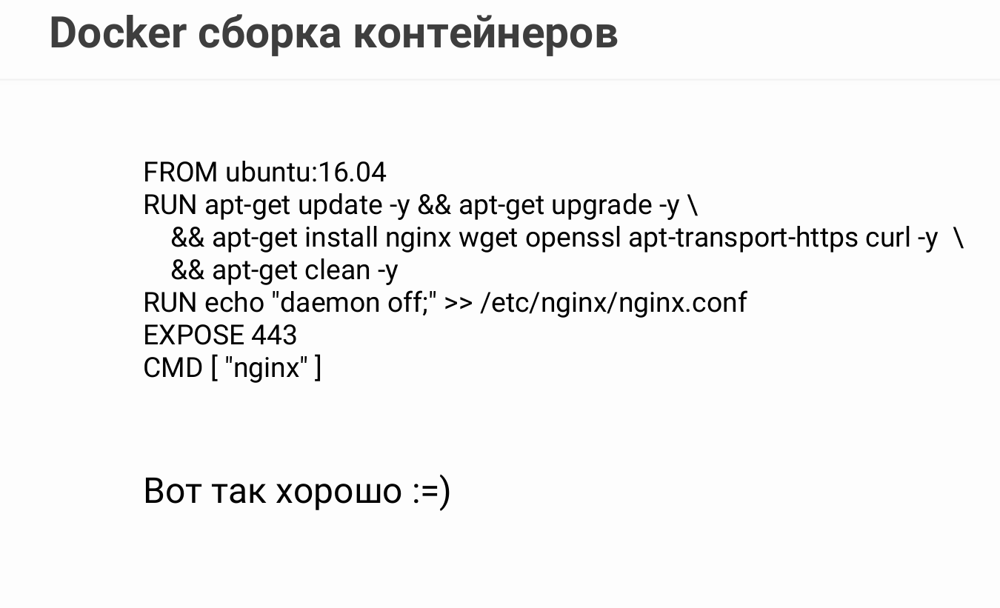 Docker сборка контейнеров
FROM ubuntu:16.04
RUN apt-get update -y && apt-get upgrade -y \
&& apt-get install nginx wget openssl apt-transport-https curl -y  \
&& apt-get clean -y
RUN echo "daemon off;" >> /etc/nginx/nginx.conf
EXPOSE 443
CMD [ "nginx" ]
Вот так хорошо :=)